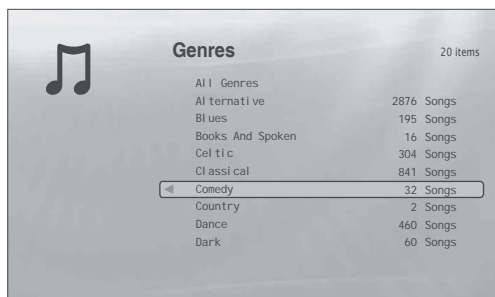 Genres 20 items
All Genres
Alternative 2876 Songs
Blues 195 Songs
Books And Spoken 16 Songs
Celtic 304 Songs
Classical 841 Songs
Comedy 32 Songs
Country 2 Songs
Dance 460 Songs
Dark 60 Songs